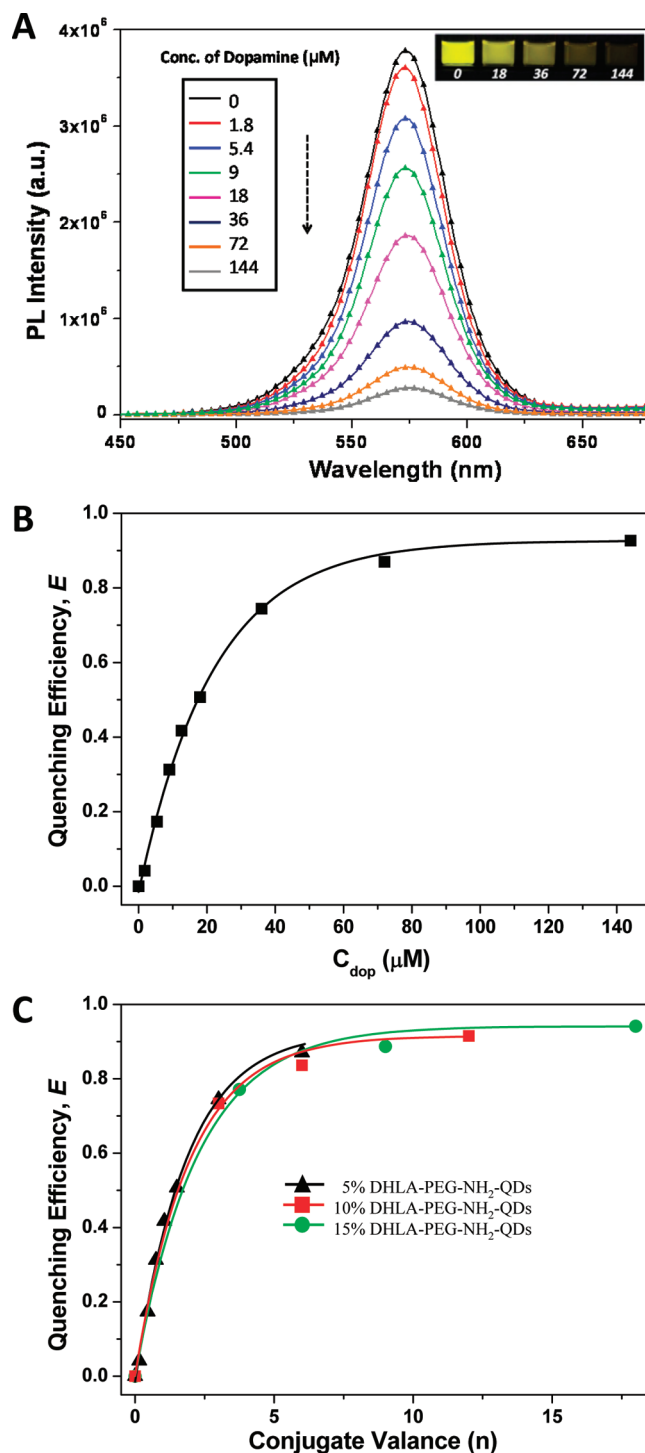 A
4x10⁶
3x10⁶
2x10⁶
1x10⁶
0
PL Intensity (a.u.)
Conc. of Dopamine (µM)
0
1.8
5.4
9
18
36
72
144
0 18 36 72 144
450 500 550 600 650
Wavelength (nm)
B
1.0
0.8
0.6
0.4
0.2
0.0
Quenching Efficiency, E
0 20 40 60 80 100 120 140
C_dop (µM)
C
1.0
0.8
0.6
0.4
0.2
0.0
Quenching Efficiency, E
5% DHLA-PEG-NH₂-QDs
10% DHLA-PEG-NH₂-QDs
15% DHLA-PEG-NH₂-QDs
0 5 10 15
Conjugate Valance (n)